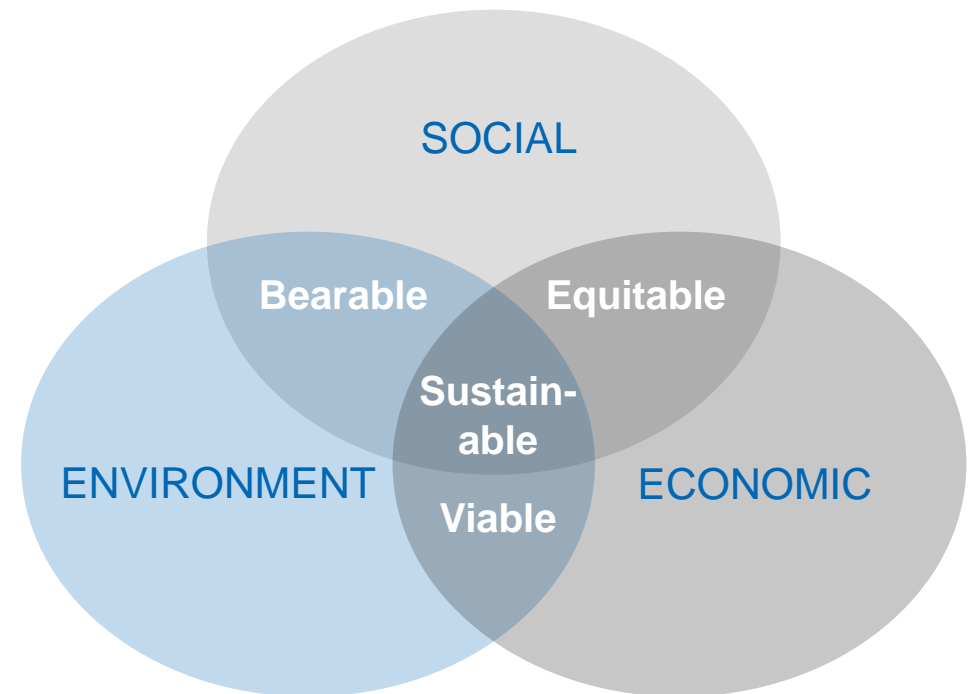 SOCIAL
Bearable
Equitable
Sustain-
able
ENVIRONMENT
ECONOMIC
Viable